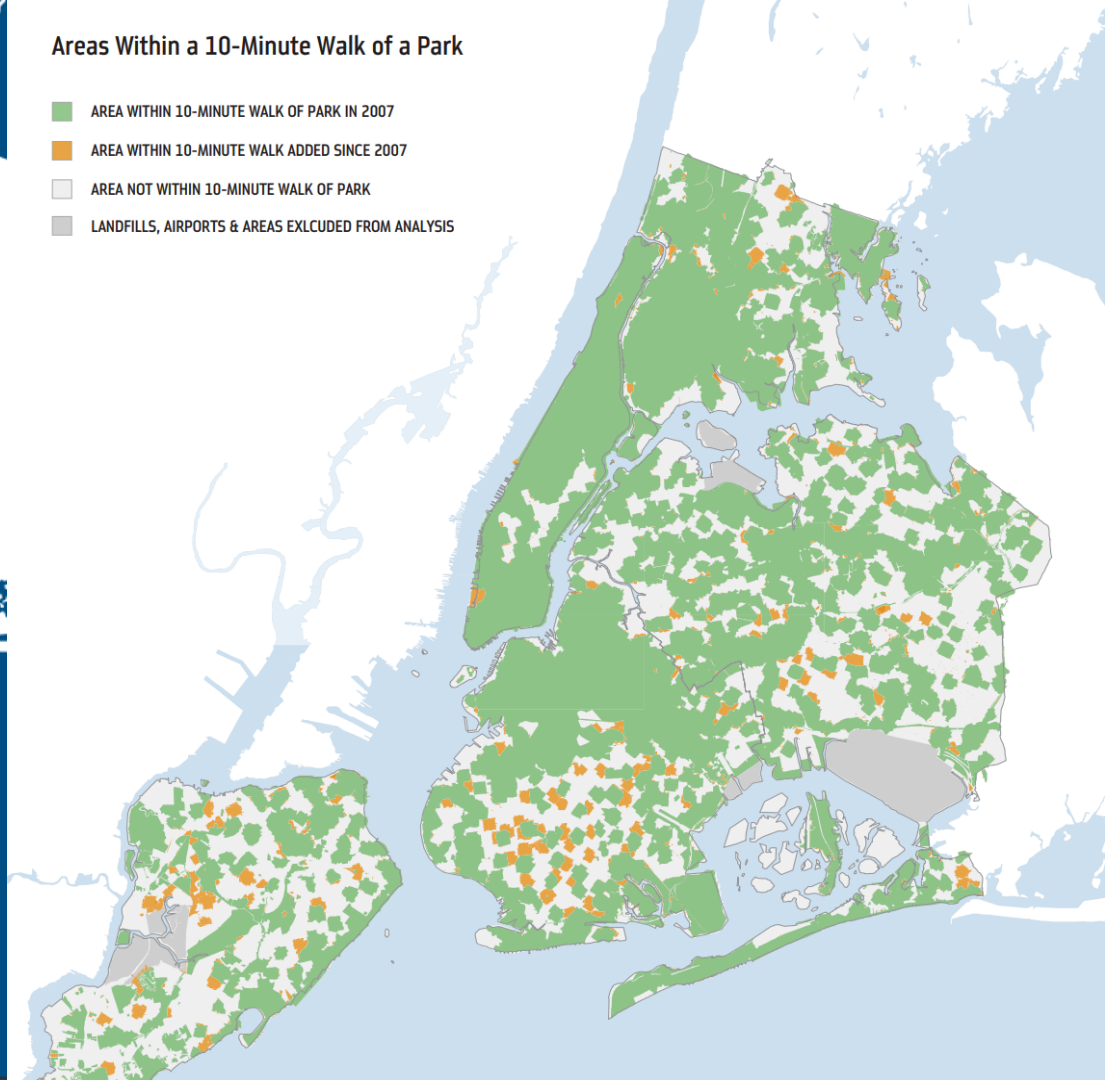 Areas Within a 10-Minute Walk of a Park
AREA WITHIN 10-MINUTE WALK OF PARK IN 2007
AREA WITHIN 10-MINUTE WALK ADDED SINCE 2007
AREA NOT WITHIN 10-MINUTE WALK OF PARK
LANDFILLS, AIRPORTS & AREAS EXLCUDED FROM ANALYSIS